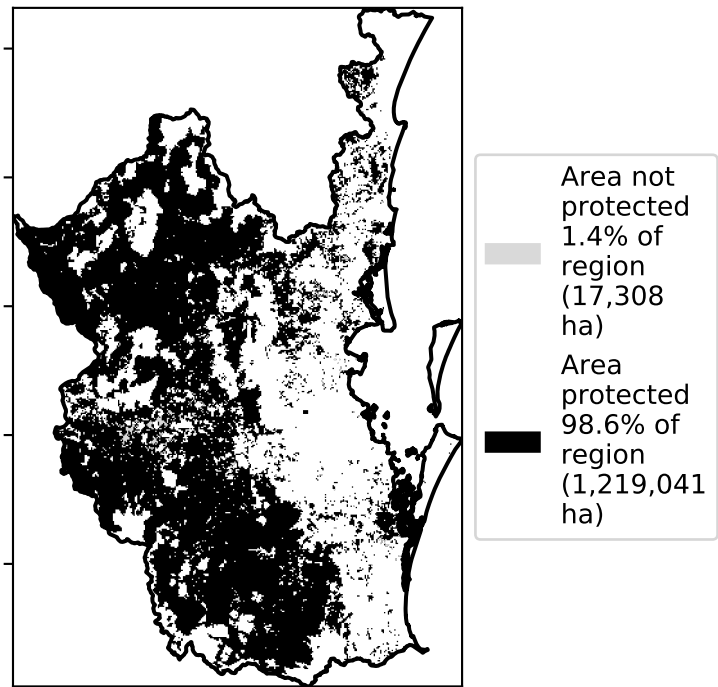 Area not
protected
1.4% of
region
(17,308
ha)
Area
protected
98.6% of
region
(1,219,041
ha)